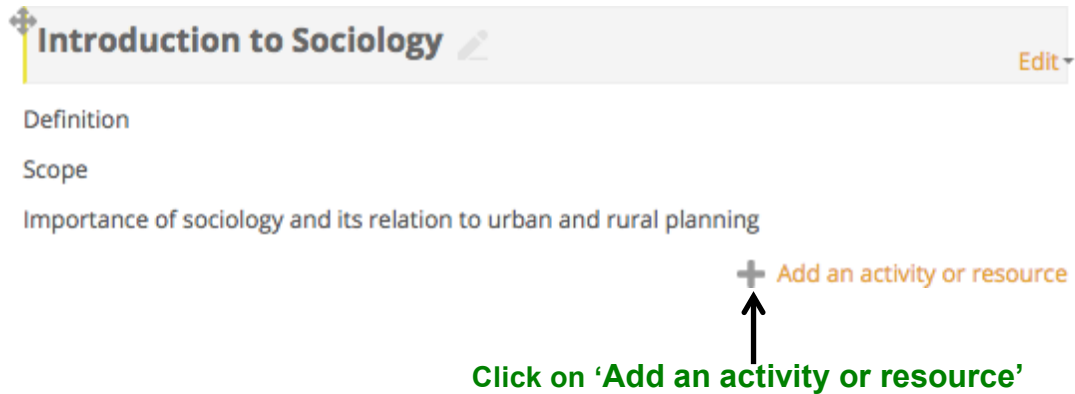 Introduction to Sociology
Edit
Definition
Scope
Importance of sociology and its relation to urban and rural planning
Add an activity or resource
Click on ‘Add an activity or resource’